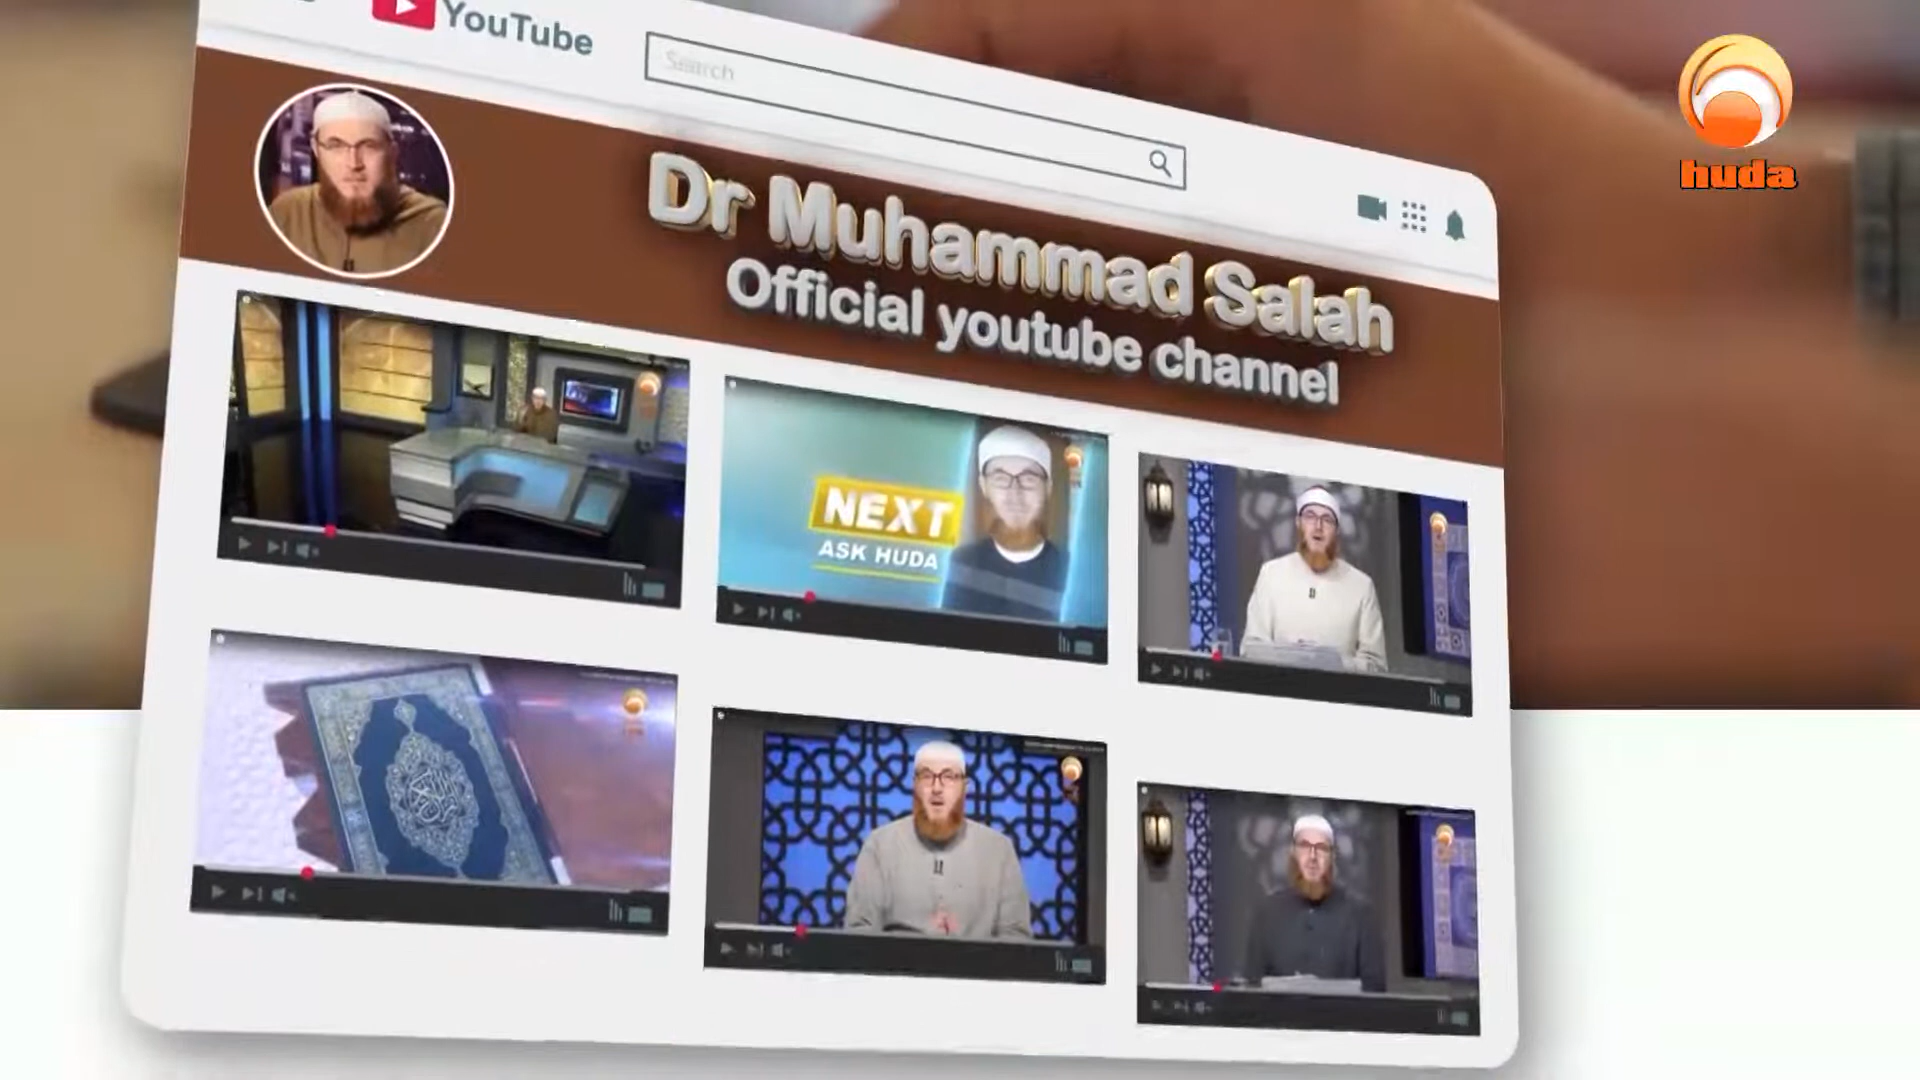 YouTube
Search
huda
Dr Muhammad Salah
Official youtube channel
NEXT
ASK HUDA